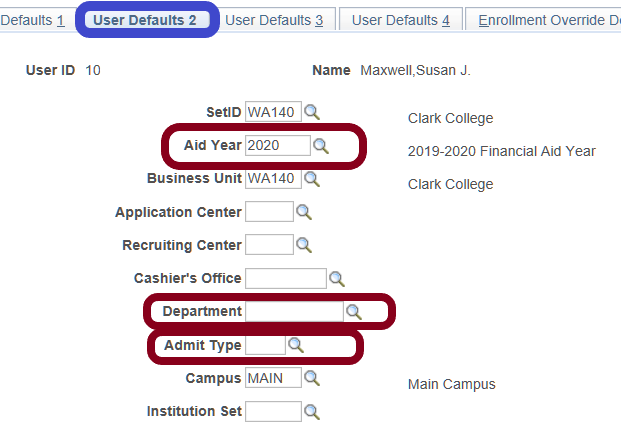 Defaults 1 User Defaults 2 User Defaults 3 User Defaults 4 Enrollment Override De
User ID 10 Name Maxwell,Susan J.
SetID WA140 Clark College
Aid Year 2020 2019-2020 Financial Aid Year
Business Unit WA140 Clark College
Application Center
Recruiting Center
Cashier's Office
Department
Admit Type
Campus MAIN Main Campus
Institution Set